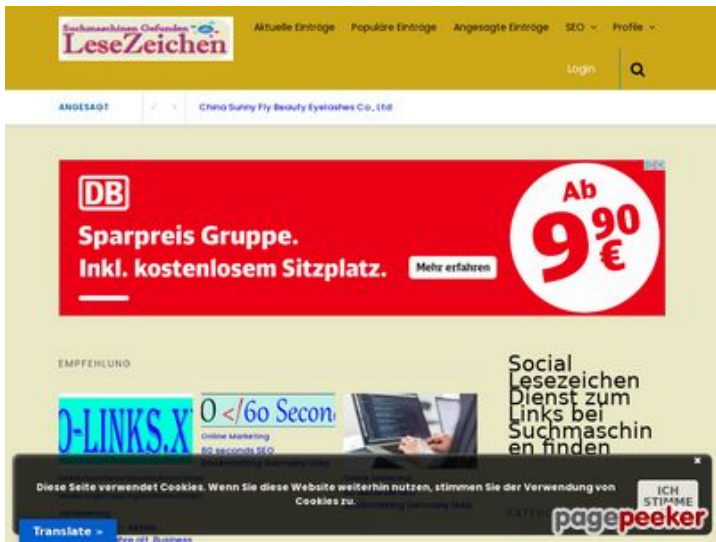 Suchmaschinen Gefunden
LeseZeichen
Aktuelle Einträge Populäre Einträge Angesagte Einträge SEO Profile
Login
ANGESAGT
China Sunny Fly Beauty Eyelashes Co., Ltd
DB
Sparpreis Gruppe.
Inkl. kostenlosem Sitzplatz.
Mehr erfahren
Ab
9,90
€
EMPFEHLUNG
O-LINKS.X
O </60 Secon
Online Marketing
60 seconds SEO
Social
Lesezeichen
Dienst zum
Links bei
Suchmaschin
en finden
x
Diese Seite verwendet Cookies. Wenn Sie diese Website weiterhin nutzen, stimmen Sie der Verwendung von
Cookies zu.
ICH
STIMME
Translate »
pagepeeker